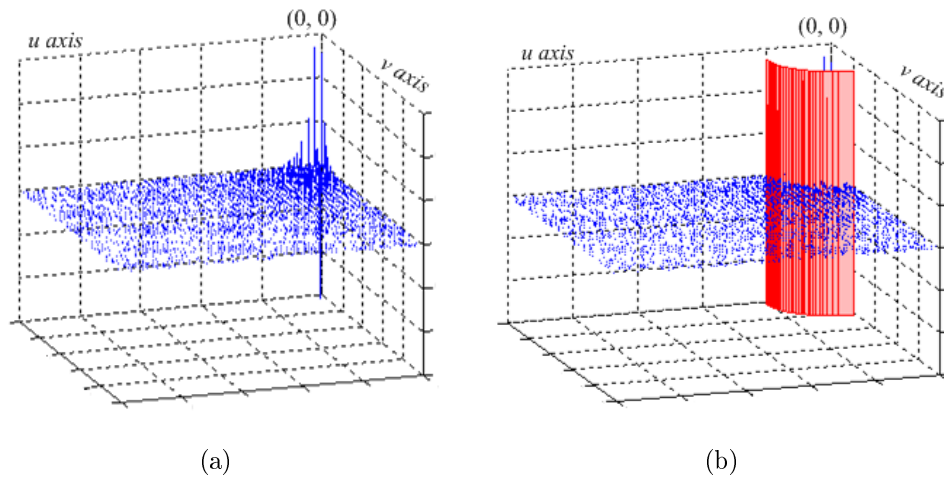 (0, 0)
u axis
v axis
(0, 0)
u axis
v axis
(a)
(b)